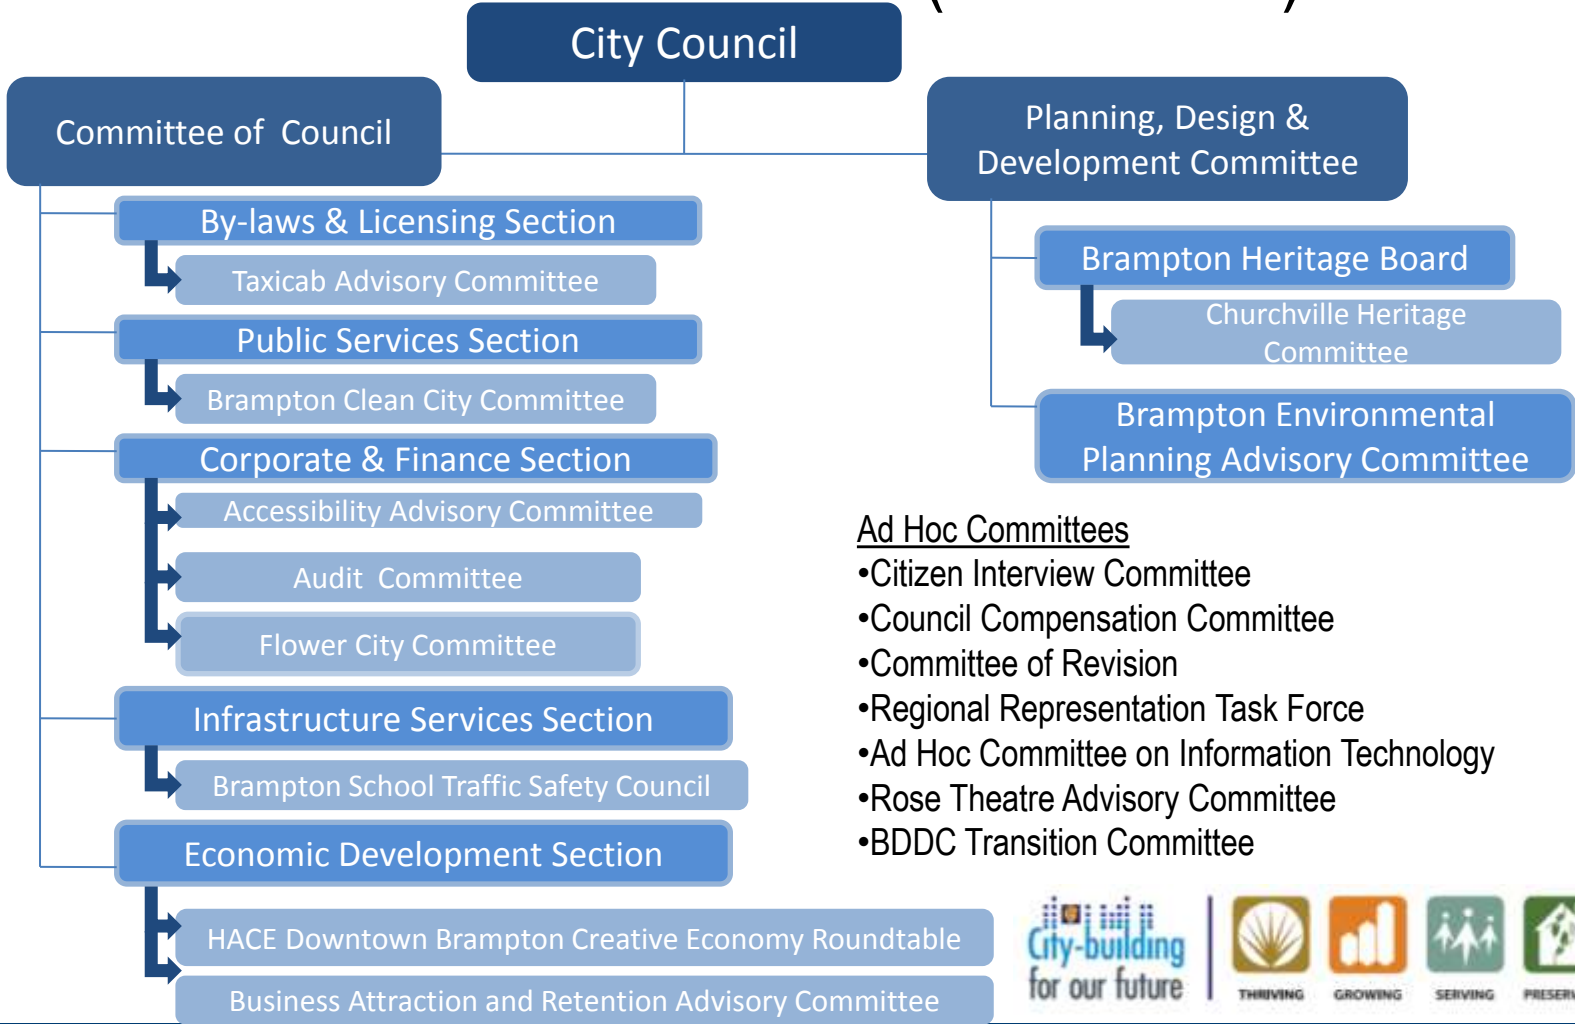 City Council
Committee of Council
Planning, Design &
Development Committee
By-laws & Licensing Section
Taxicab Advisory Committee
Public Services Section
Brampton Clean City Committee
Corporate & Finance Section
Accessibility Advisory Committee
Audit Committee
Flower City Committee
Infrastructure Services Section
Brampton School Traffic Safety Council
Economic Development Section
HACE Downtown Brampton Creative Economy Roundtable
Business Attraction and Retention Advisory Committee
Brampton Heritage Board
Churchville Heritage
Committee
Brampton Environmental
Planning Advisory Committee
Ad Hoc Committees
•Citizen Interview Committee
•Council Compensation Committee
•Committee of Revision
•Regional Representation Task Force
•Ad Hoc Committee on Information Technology
•Rose Theatre Advisory Committee
•BDDC Transition Committee
City-building
for our future
THRIVING
GROWING
SERVING